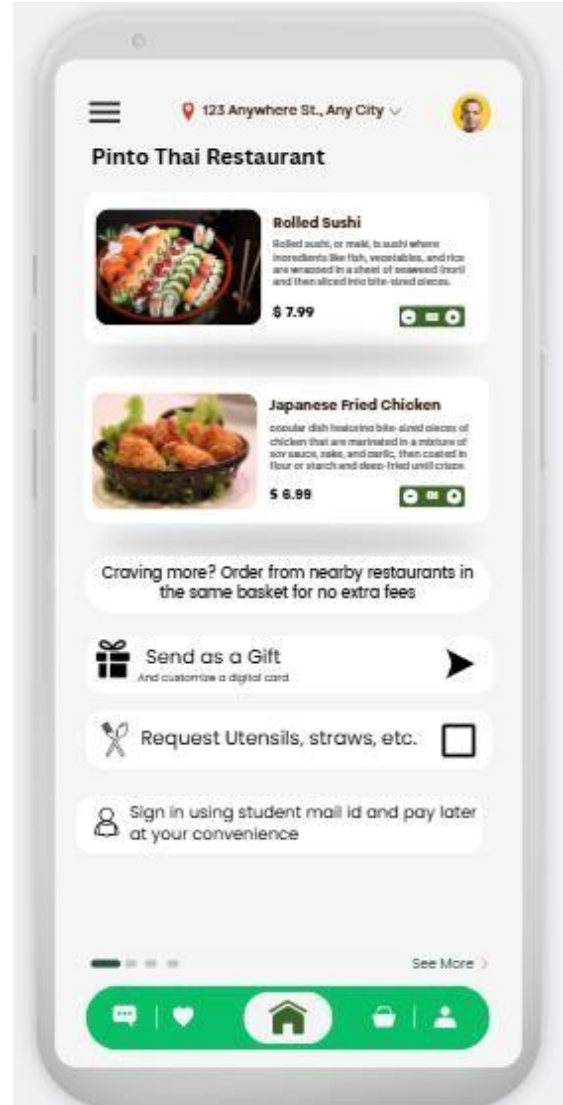 123 Anywhere St., Any City
Pinto Thai Restaurant
Rolled Sushi
Rolled sushi, or maki, is sushi where
ingredients like fish, vegetables, and rice
are wrapped in a sheet of seaweed (nori)
and then sliced into bite-sized pieces.
$ 7.99
Japanese Fried Chicken
popular dish featuring bite-sized pieces of
chicken that are marinated in a mixture of
soy sauce, sake, and garlic, then coated in
flour or starch and deep-fried until crispy.
$ 6.99
Craving more? Order from nearby restaurants in
the same basket for no extra fees
Send as a Gift
And customize a digital card
Request Utensils, straws, etc.
Sign in using student mail id and pay later
at your convenience
See More